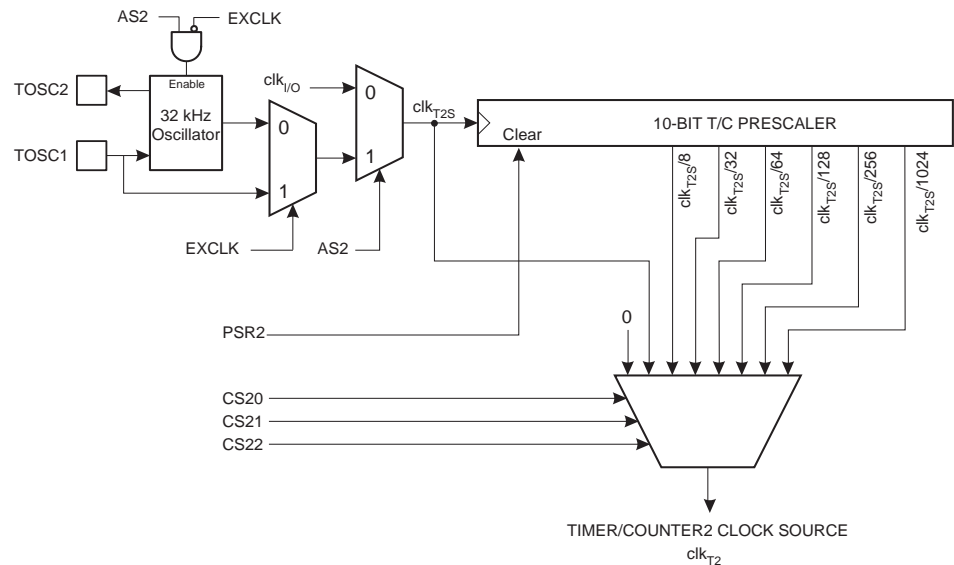 AS2
EXCLK
TOSC2
TOSC1
Enable
32 kHz
Oscillator
clkI/O
0
1
0
1
EXCLK
AS2
clkT2S
Clear
10-BIT T/C PRESCALER
clkT2S/8
clkT2S/32
clkT2S/64
clkT2S/128
clkT2S/256
clkT2S/1024
PSR2
0
CS20
CS21
CS22
TIMER/COUNTER2 CLOCK SOURCE
clkT2